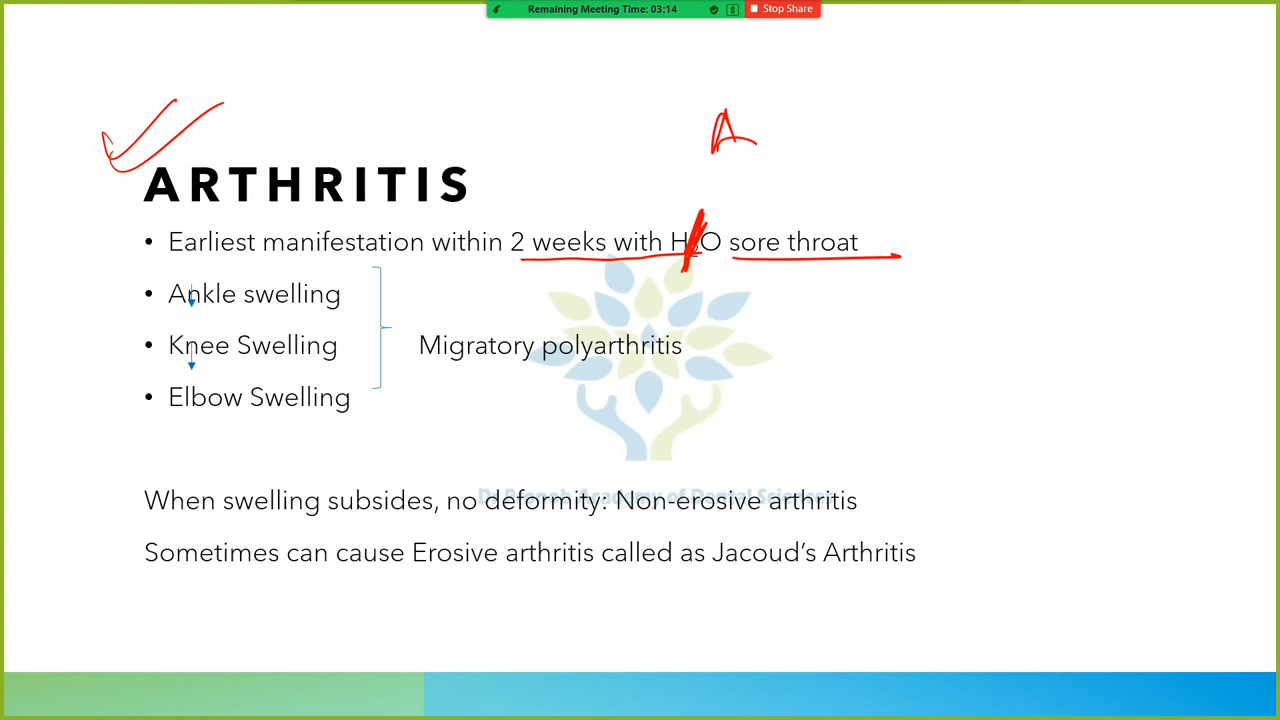 Remaining Meeting Time: 03:14 Stop Share
A
ARTHRITIS
• Earliest manifestation within 2 weeks with H₂O sore throat
• Ankle swelling
• Knee Swelling Migratory polyarthritis
• Elbow Swelling
When swelling subsides, no deformity: Non-erosive arthritis
Sometimes can cause Erosive arthritis called as Jacoud’s Arthritis